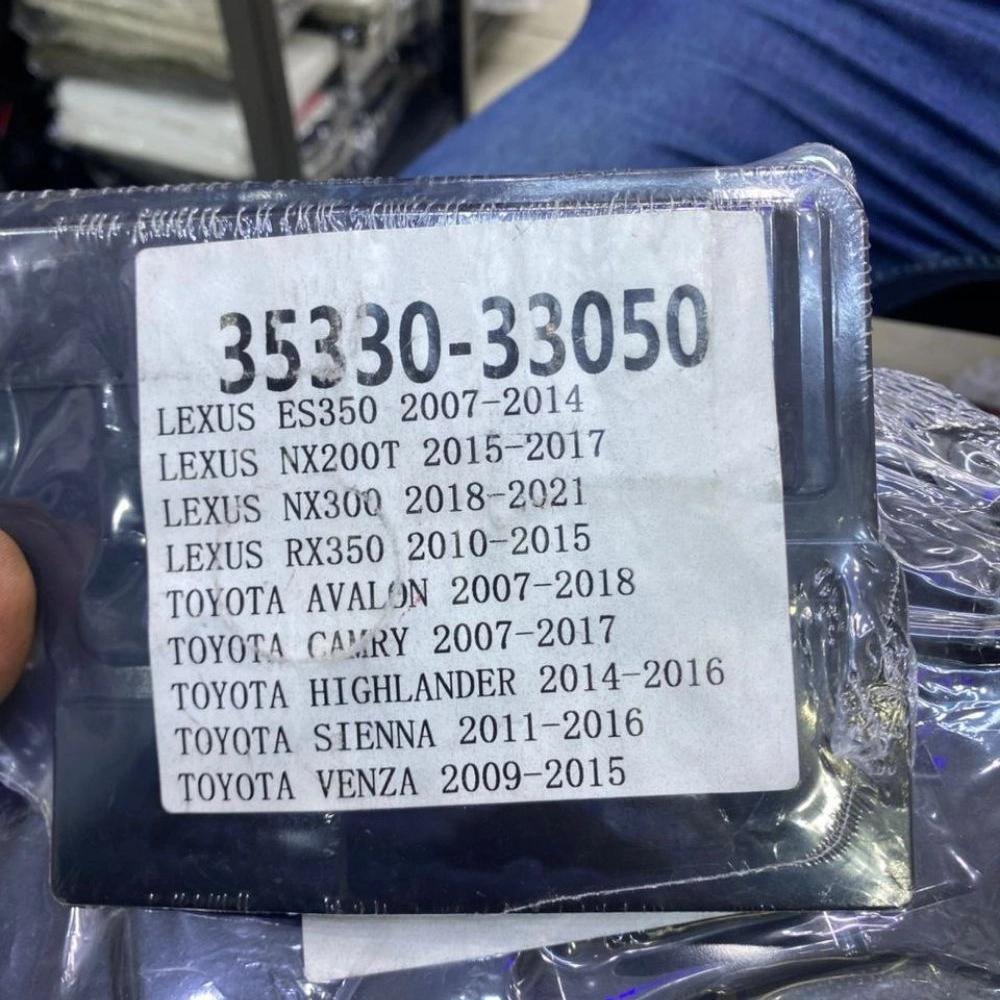 35330-33050
LEXUS ES350 2007-2014
LEXUS NX200T 2015-2017
LEXUS NX300 2018-2021
LEXUS RX350 2010-2015
TOYOTA AVALON 2007-2018
TOYOTA CAMRY 2007-2017
TOYOTA HIGHLANDER 2014-2016
TOYOTA SIENNA 2011-2016
TOYOTA VENZA 2009-2015